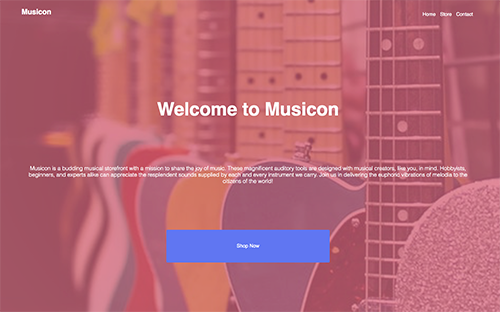 Musicon
Home Store Contact
Welcome to Musicon
Musicon is a budding musical storefront with a mission to share the joy of music. These magnificent auditory tools are designed with musical creators, like you, in mind. Hobbyists,
beginners, and experts alike can appreciate the resplendent sounds supplied by each and every instrument we carry. Join us in delivering the euphoric vibrations of melodia to the
citizens of the world!
Shop Now